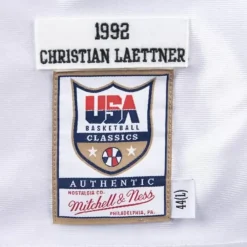 1992
CHRISTIAN LAETTNER
USA
BASKETBALL
CLASSICS
AUTHENTIC
NOSTALGIA CO.
Mitchell & Ness
PHILADELPHIA, PA.
44(L)